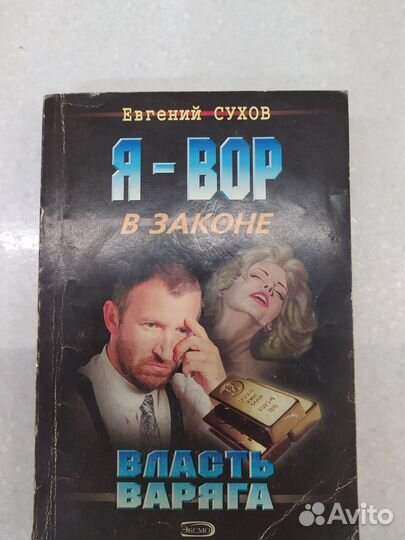 Евгений СУХОВ
Я - ВОР
В ЗАКОНЕ
ВЛАСТЬ
ВАРЯГА
ЭКСМО
Avito